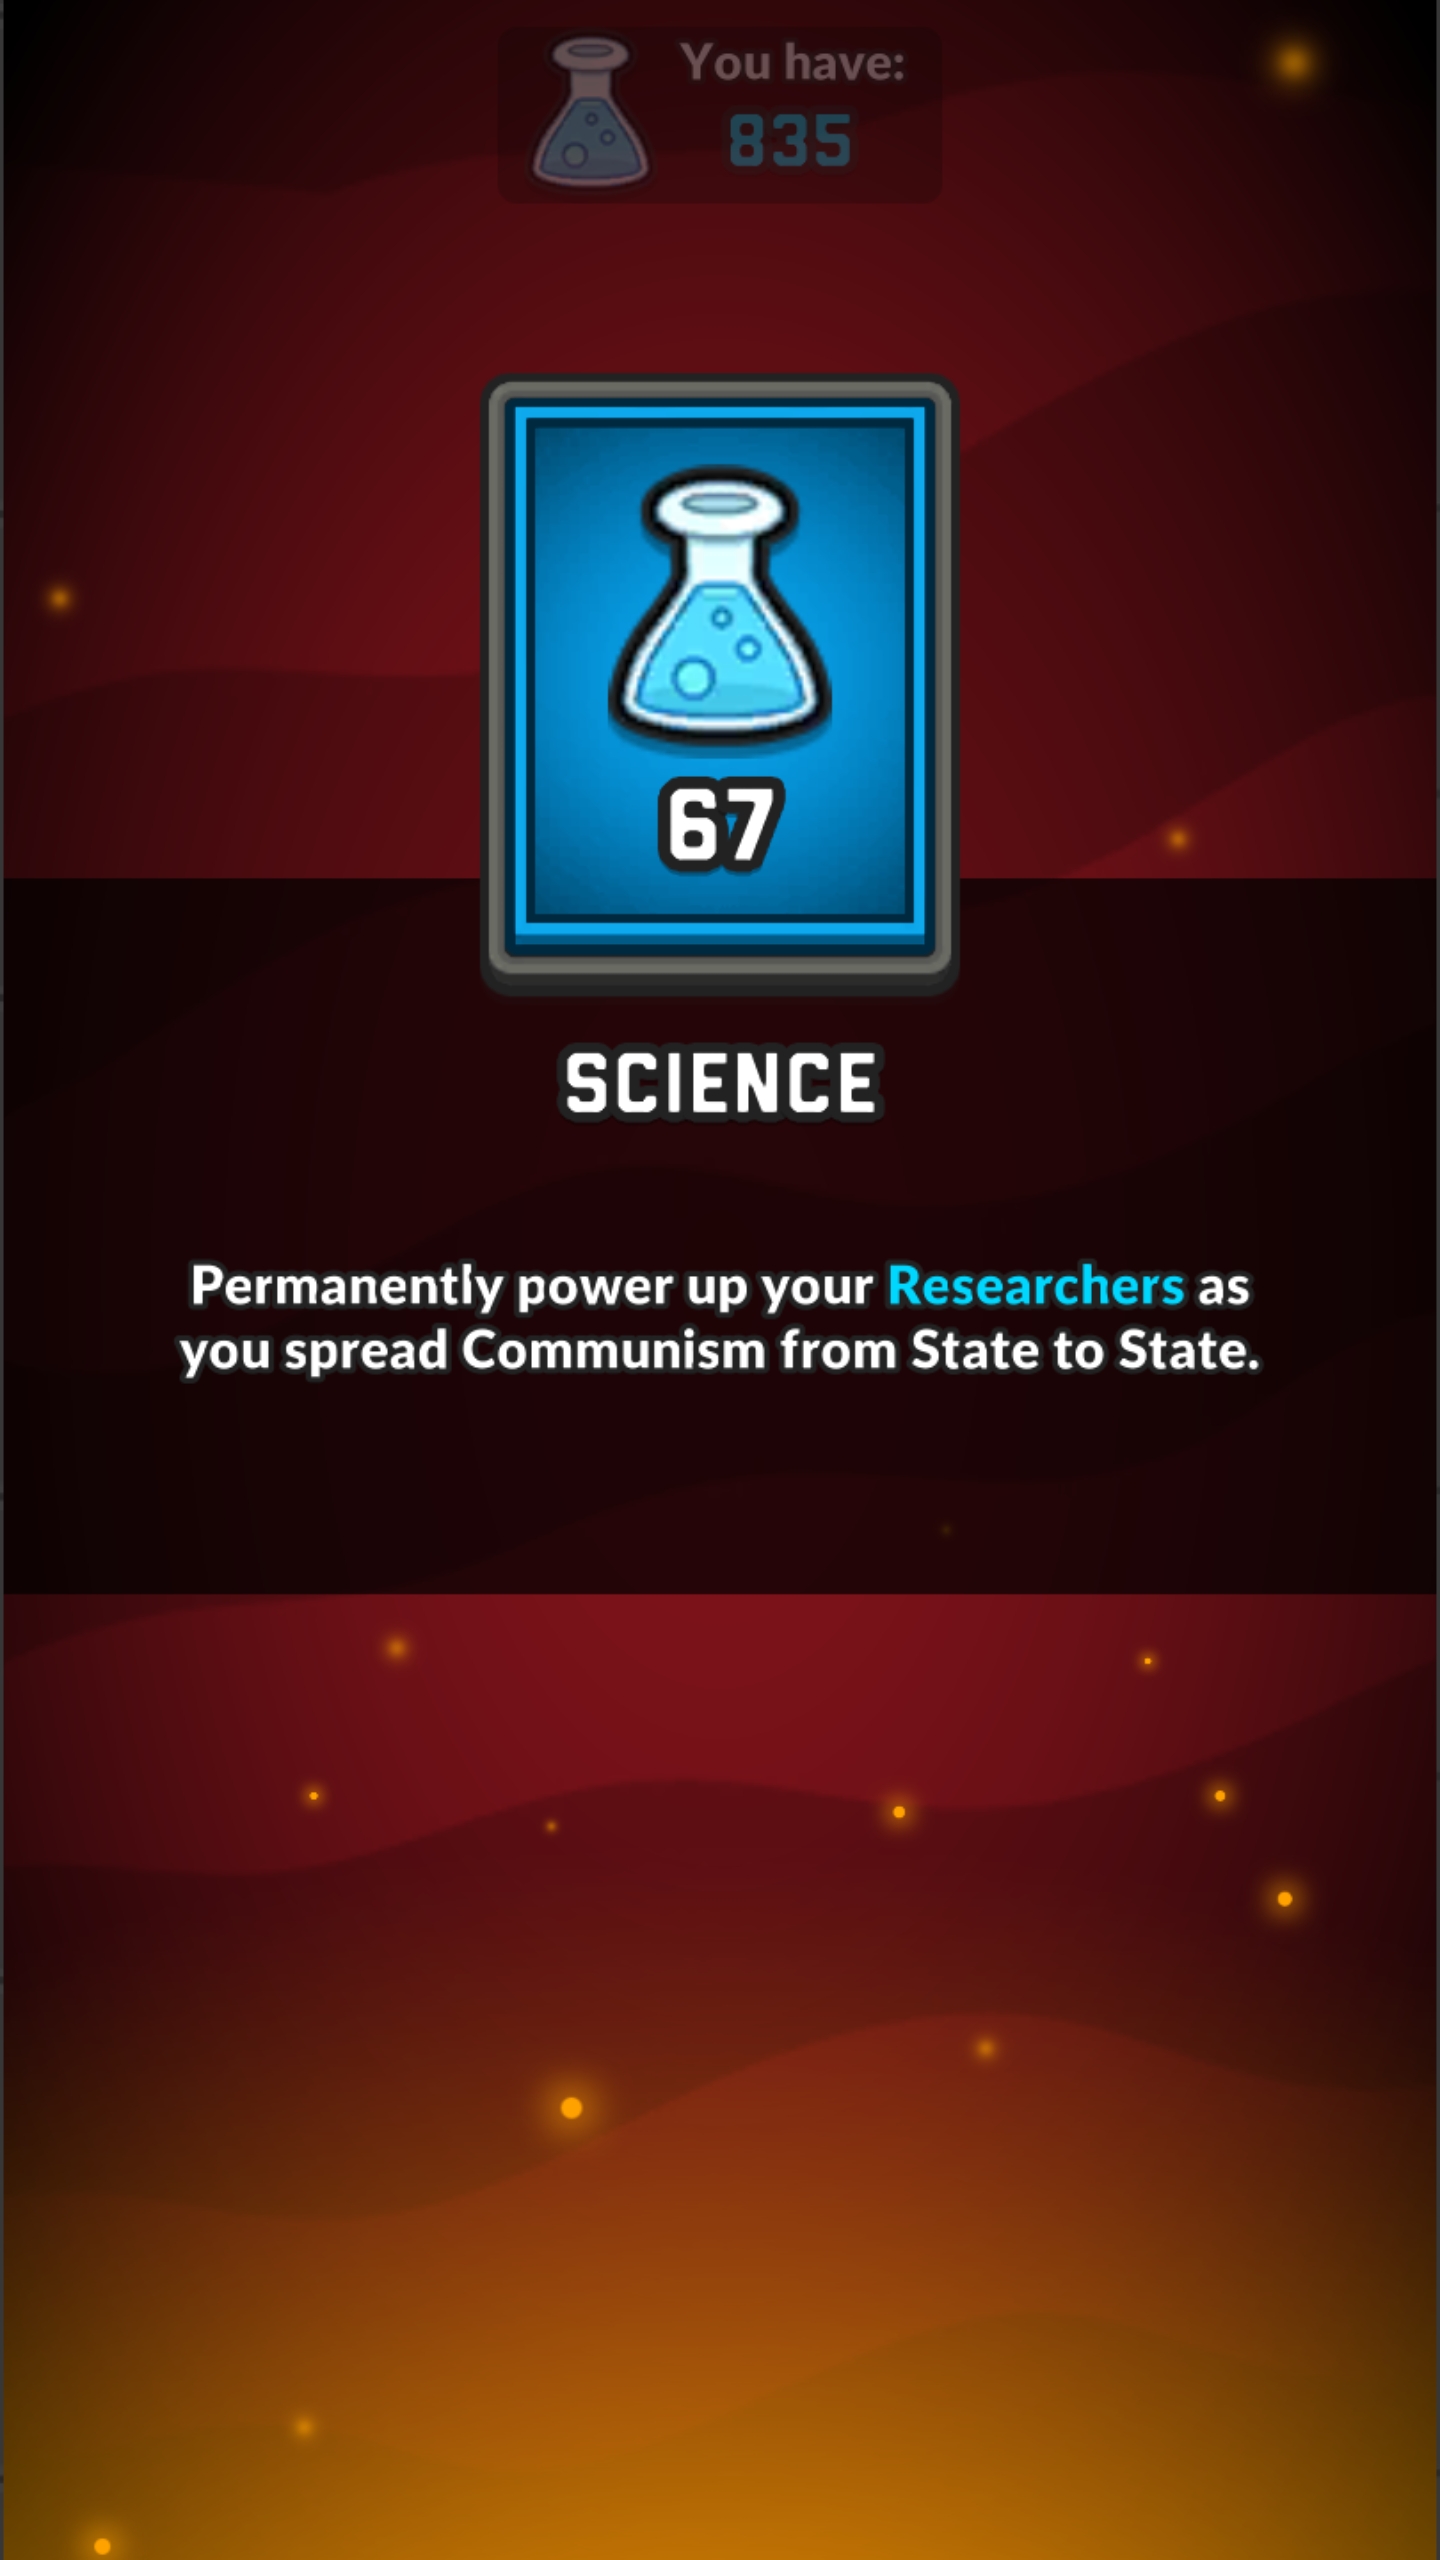 You have:
835
67
SCIENCE
Permanently power up your Researchers as
you spread Communism from State to State.